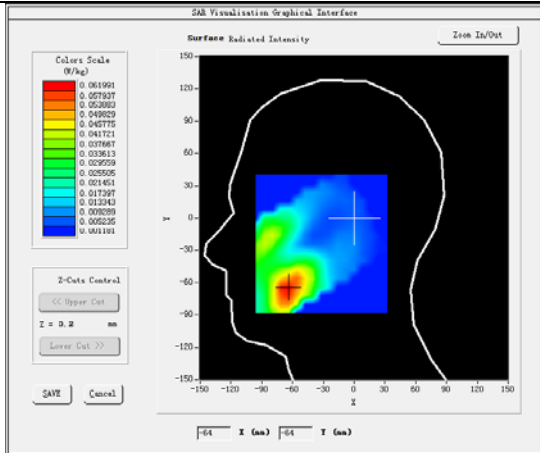 SAR Visualisation Graphical Interface
Surface Radiated Intensity
Zoom In/Out
Colors Scale
(W/kg)
0.061991
0.057937
0.053883
0.049829
0.045775
0.041721
0.037667
0.033613
0.029559
0.025505
0.021451
0.017397
0.013343
0.009289
0.005235
0.001181
150
120
90
60
30
0
-30
-60
-90
-120
-150
Y
-150 -120 -90 -60 -30 0 30 60 90 120 150
X
Z-Cuts Control
<< Upper Cut
Z = 3.2 mm
Lower Cut >>
SAVE Cancel
-64 X (mm) -64 Y (mm)